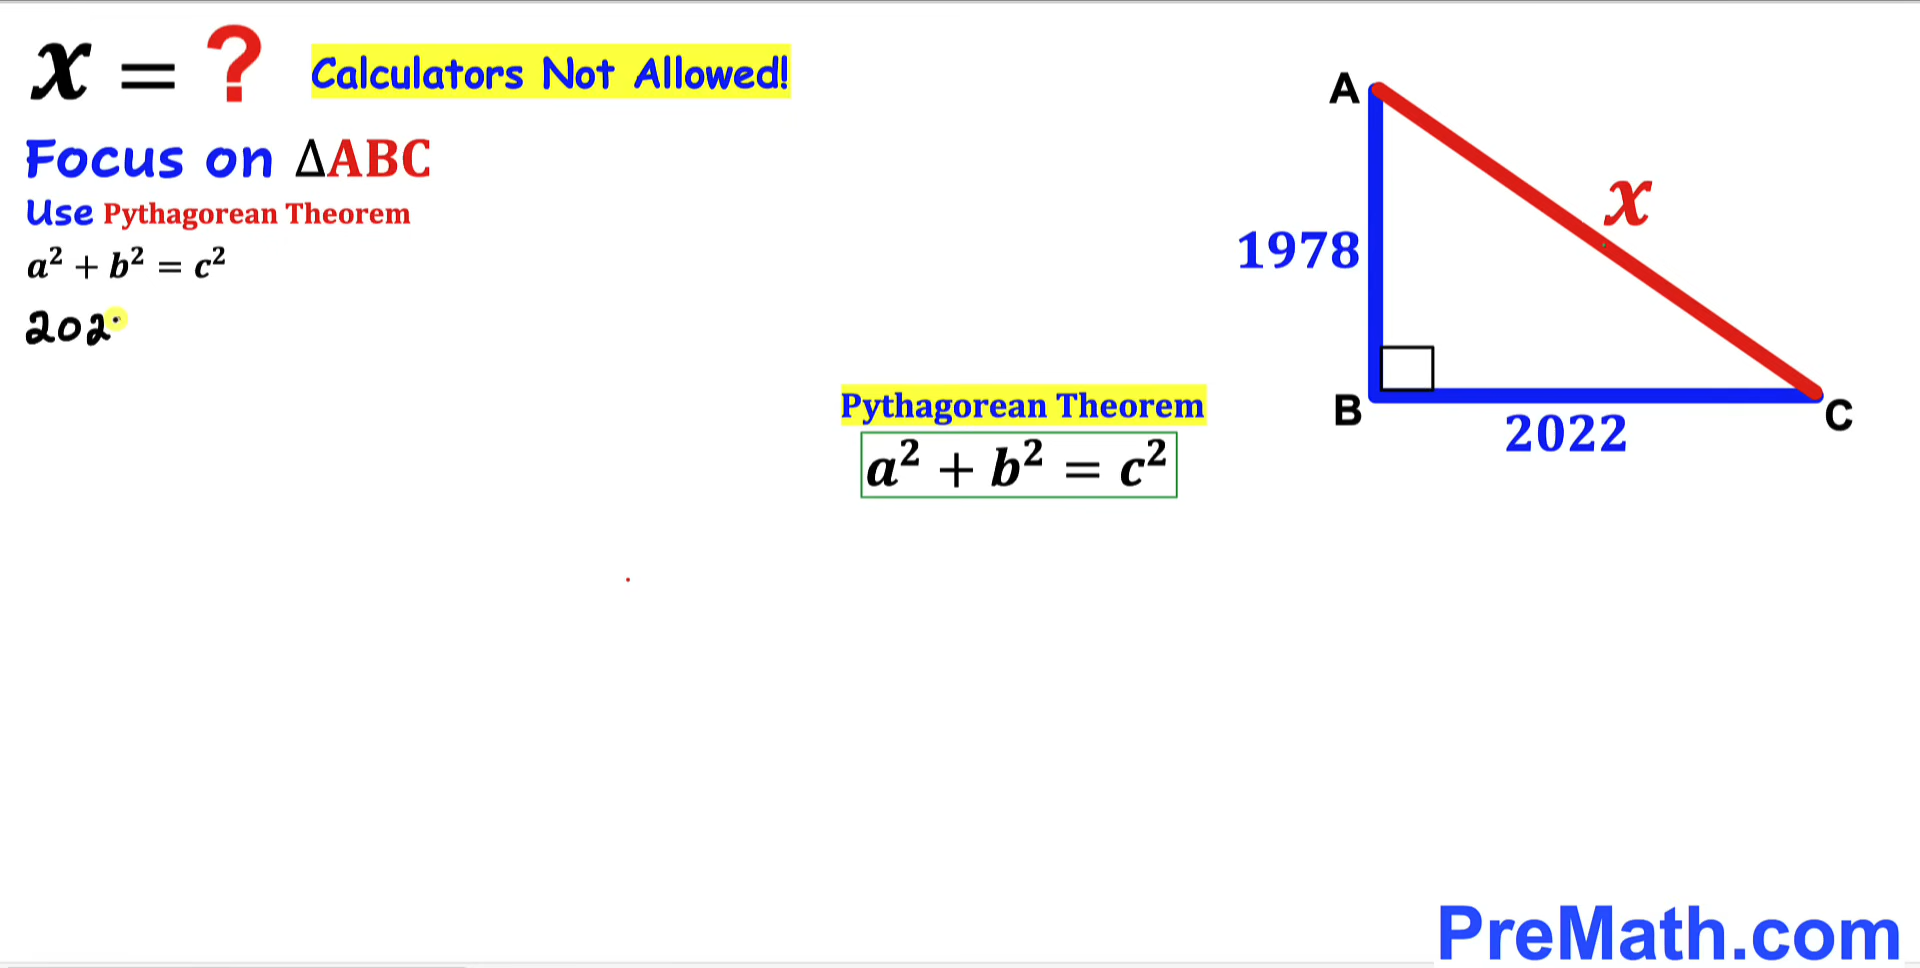 x = ? Calculators Not Allowed!
Focus on ΔABC
Use Pythagorean Theorem
a² + b² = c²
202
Pythagorean Theorem
a² + b² = c²
A
x
1978
B
C
2022
PreMath.com